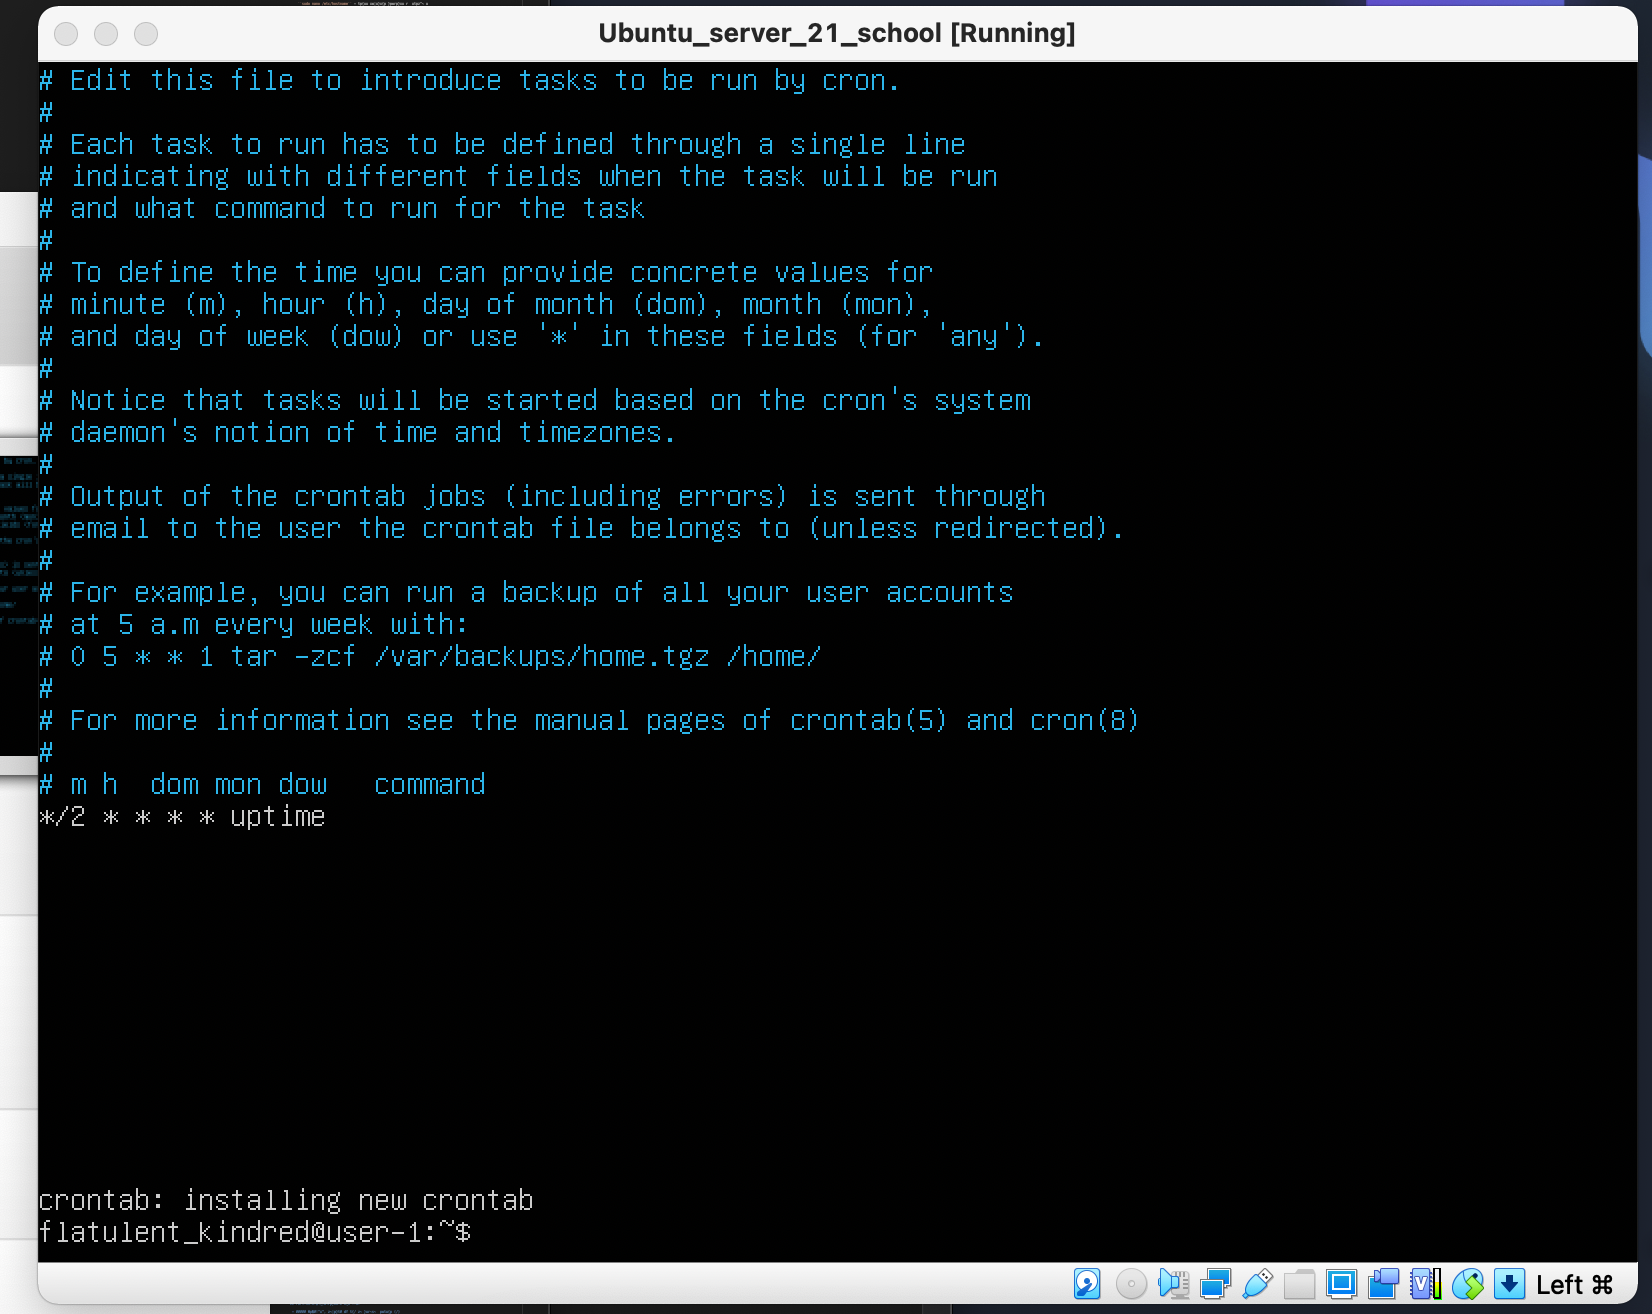 Ubuntu_server_21_school [Running]
# Edit this file to introduce tasks to be run by cron.
#
# Each task to run has to be defined through a single line
# indicating with different fields when the task will be run
# and what command to run for the task
#
# To define the time you can provide concrete values for
# minute (m), hour (h), day of month (dom), month (mon),
# and day of week (dow) or use '*' in these fields (for 'any').
#
# Notice that tasks will be started based on the cron's system
# daemon's notion of time and timezones.
#
# Output of the crontab jobs (including errors) is sent through
# email to the user the crontab file belongs to (unless redirected).
#
# For example, you can run a backup of all your user accounts
# at 5 a.m every week with:
# 0 5 * * 1 tar -zcf /var/backups/home.tgz /home/
#
# For more information see the manual pages of crontab(5) and cron(8)
#
# m h  dom mon dow   command
*/2 * * * * uptime
crontab: installing new crontab
flatulent_kindred@user-1:~$
Left ⌘